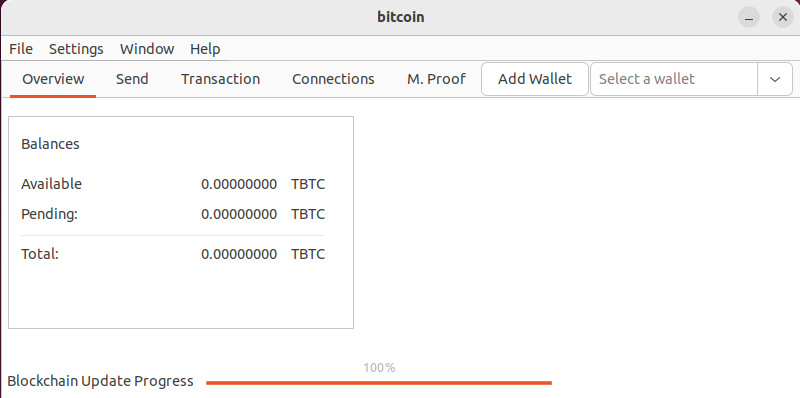 bitcoin
File Settings Window Help
Overview Send Transaction Connections M. Proof Add Wallet Select a wallet
Balances
Available 0.00000000 TBTC
Pending: 0.00000000 TBTC
Total: 0.00000000 TBTC
100%
Blockchain Update Progress